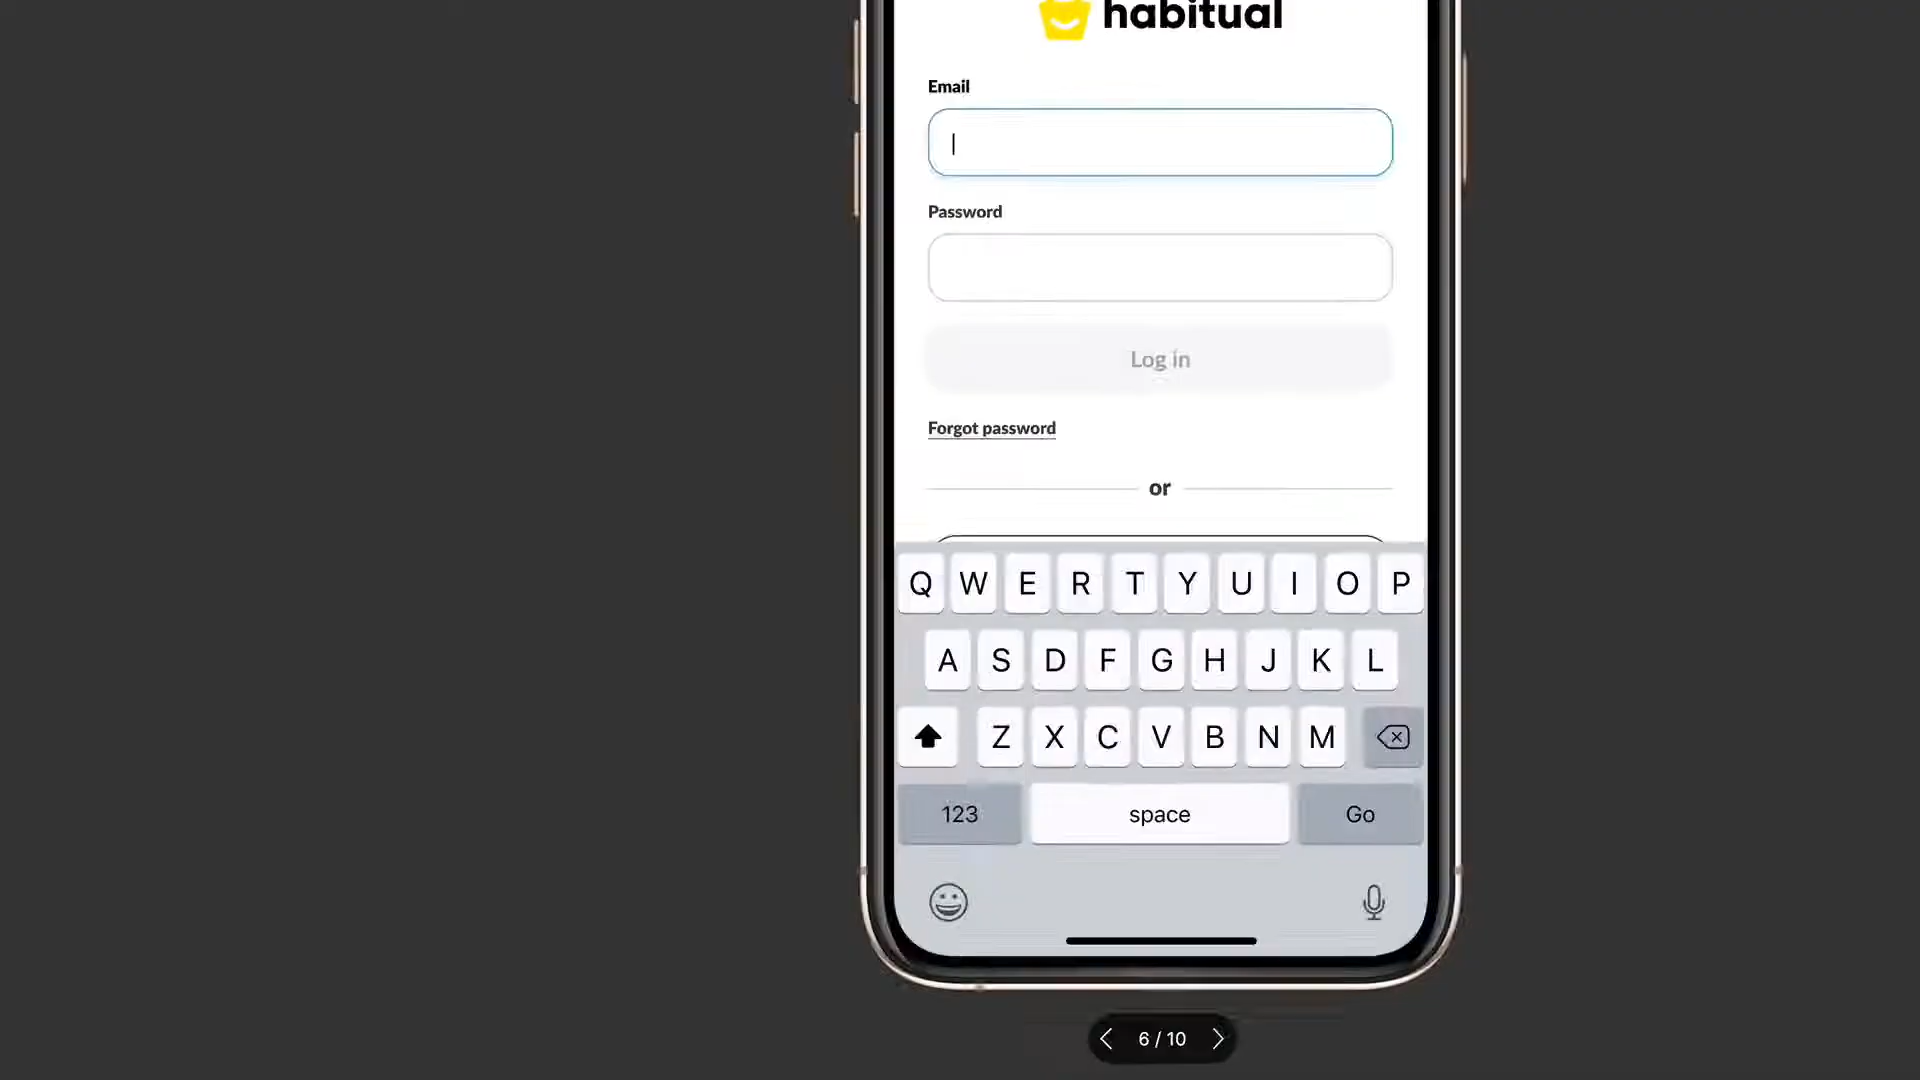 habitual
Email
Password
Log in
Forgot password
or
Q W E R T Y U I O P
A S D F G H J K L
Z X C V B N M
123 space Go
6 / 10